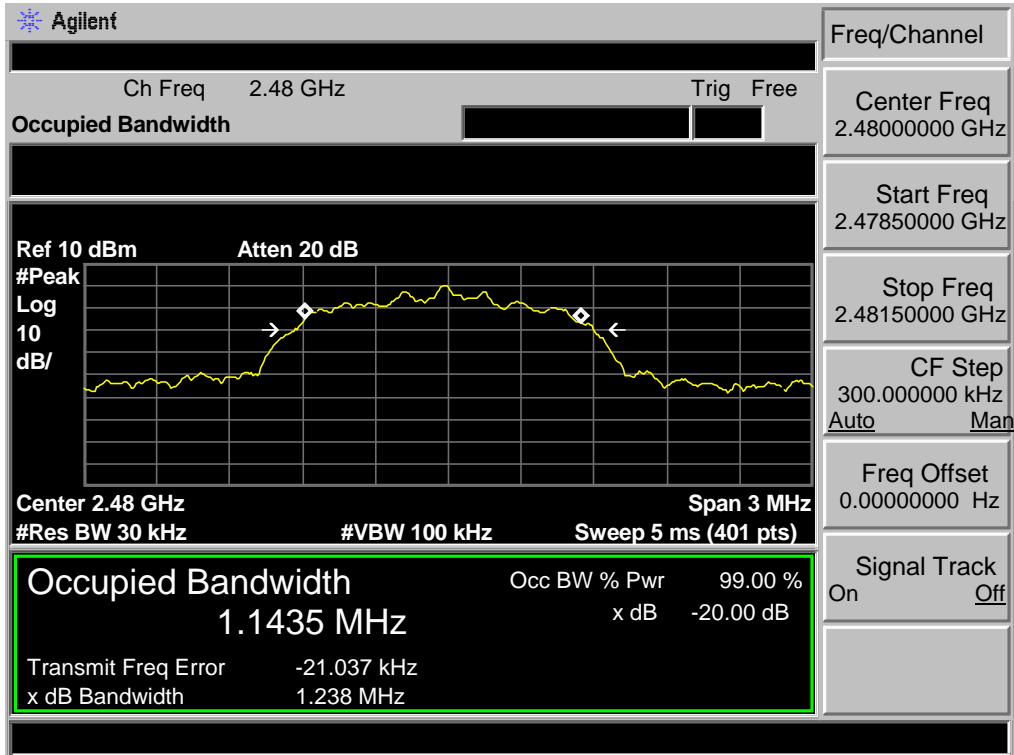 Agilent
Ch Freq 2.48 GHz Trig Free
Occupied Bandwidth
Ref 10 dBm Atten 20 dB
#Peak
Log
10
dB/
Center 2.48 GHz Span 3 MHz
#Res BW 30 kHz #VBW 100 kHz Sweep 5 ms (401 pts)
Occupied Bandwidth Occ BW % Pwr 99.00 %
1.1435 MHz x dB -20.00 dB
Transmit Freq Error -21.037 kHz
x dB Bandwidth 1.238 MHz
Freq/Channel
Center Freq
2.48000000 GHz
Start Freq
2.47850000 GHz
Stop Freq
2.48150000 GHz
CF Step
300.000000 kHz
Auto Man
Freq Offset
0.00000000 Hz
Signal Track
On Off